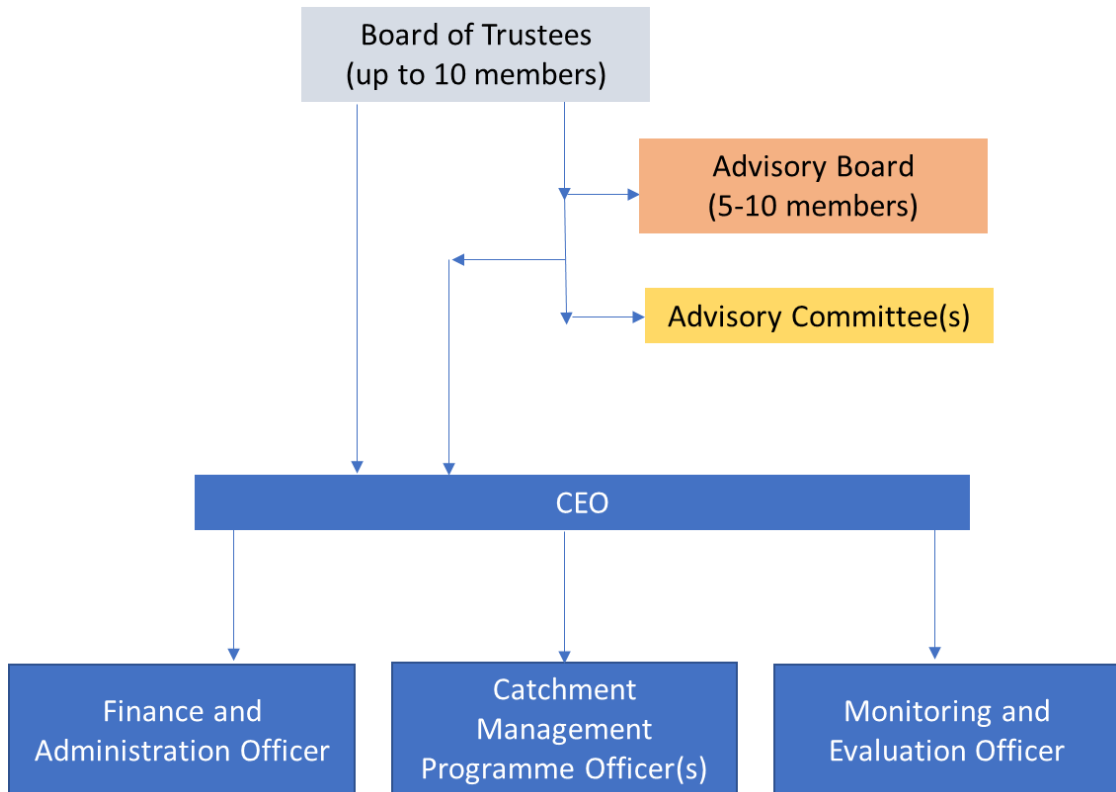 Board of Trustees
(up to 10 members)
Advisory Board
(5-10 members)
Advisory Committee(s)
CEO
Finance and
Administration Officer
Catchment
Management
Programme Officer(s)
Monitoring and
Evaluation Officer